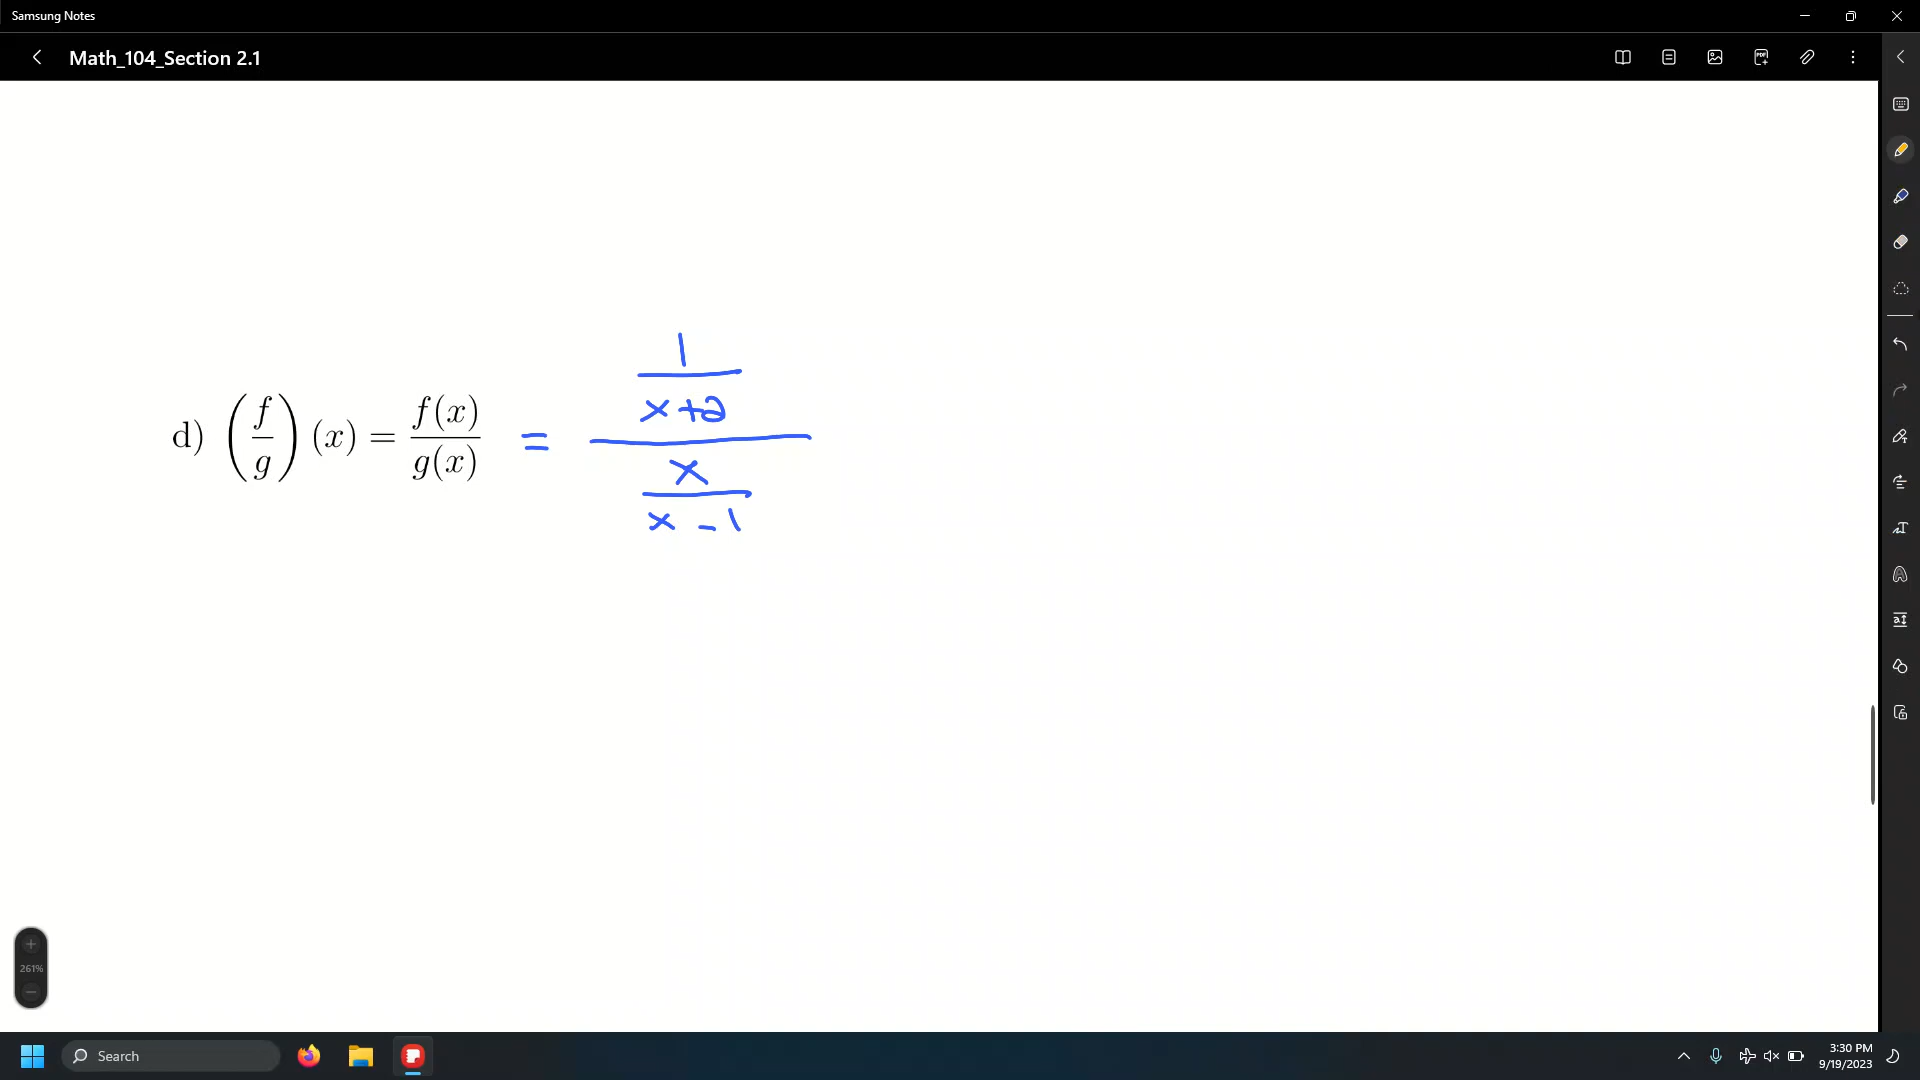 Samsung Notes
Math_104_Section 2.1
d) (f/g)(x) = f(x)/g(x) = (1/(x+2))/(x/(x-1))
261%
Search
3:30 PM
9/19/2023